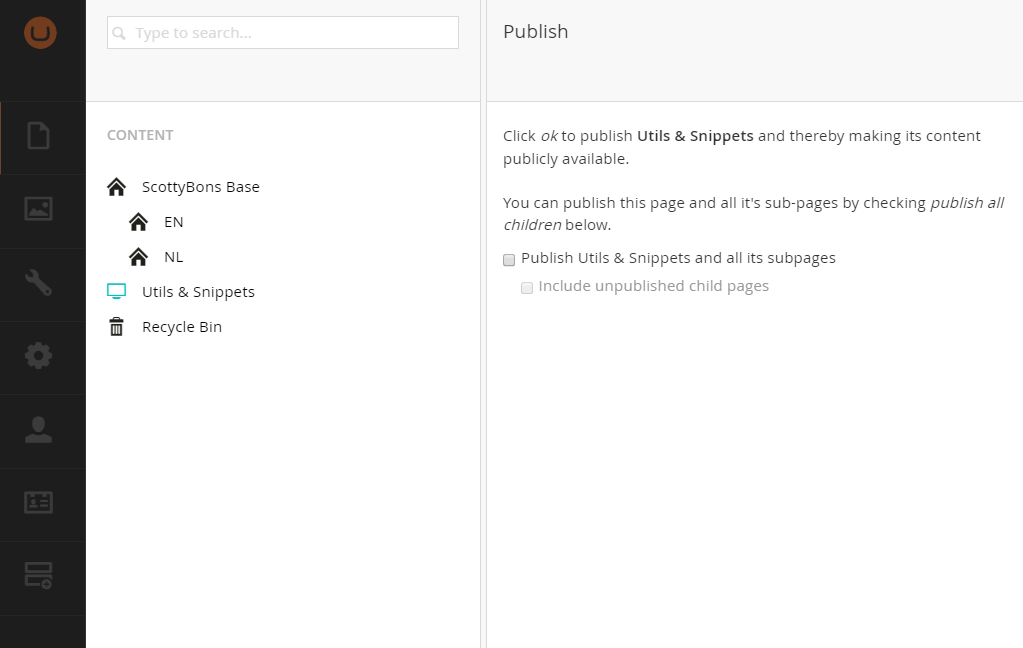 Type to search...
CONTENT
ScottyBons Base
EN
NL
Utils & Snippets
Recycle Bin
Publish
Click ok to publish Utils & Snippets and thereby making its content
publicly available.
You can publish this page and all it's sub-pages by checking publish all
children below.
Publish Utils & Snippets and all its subpages
Include unpublished child pages